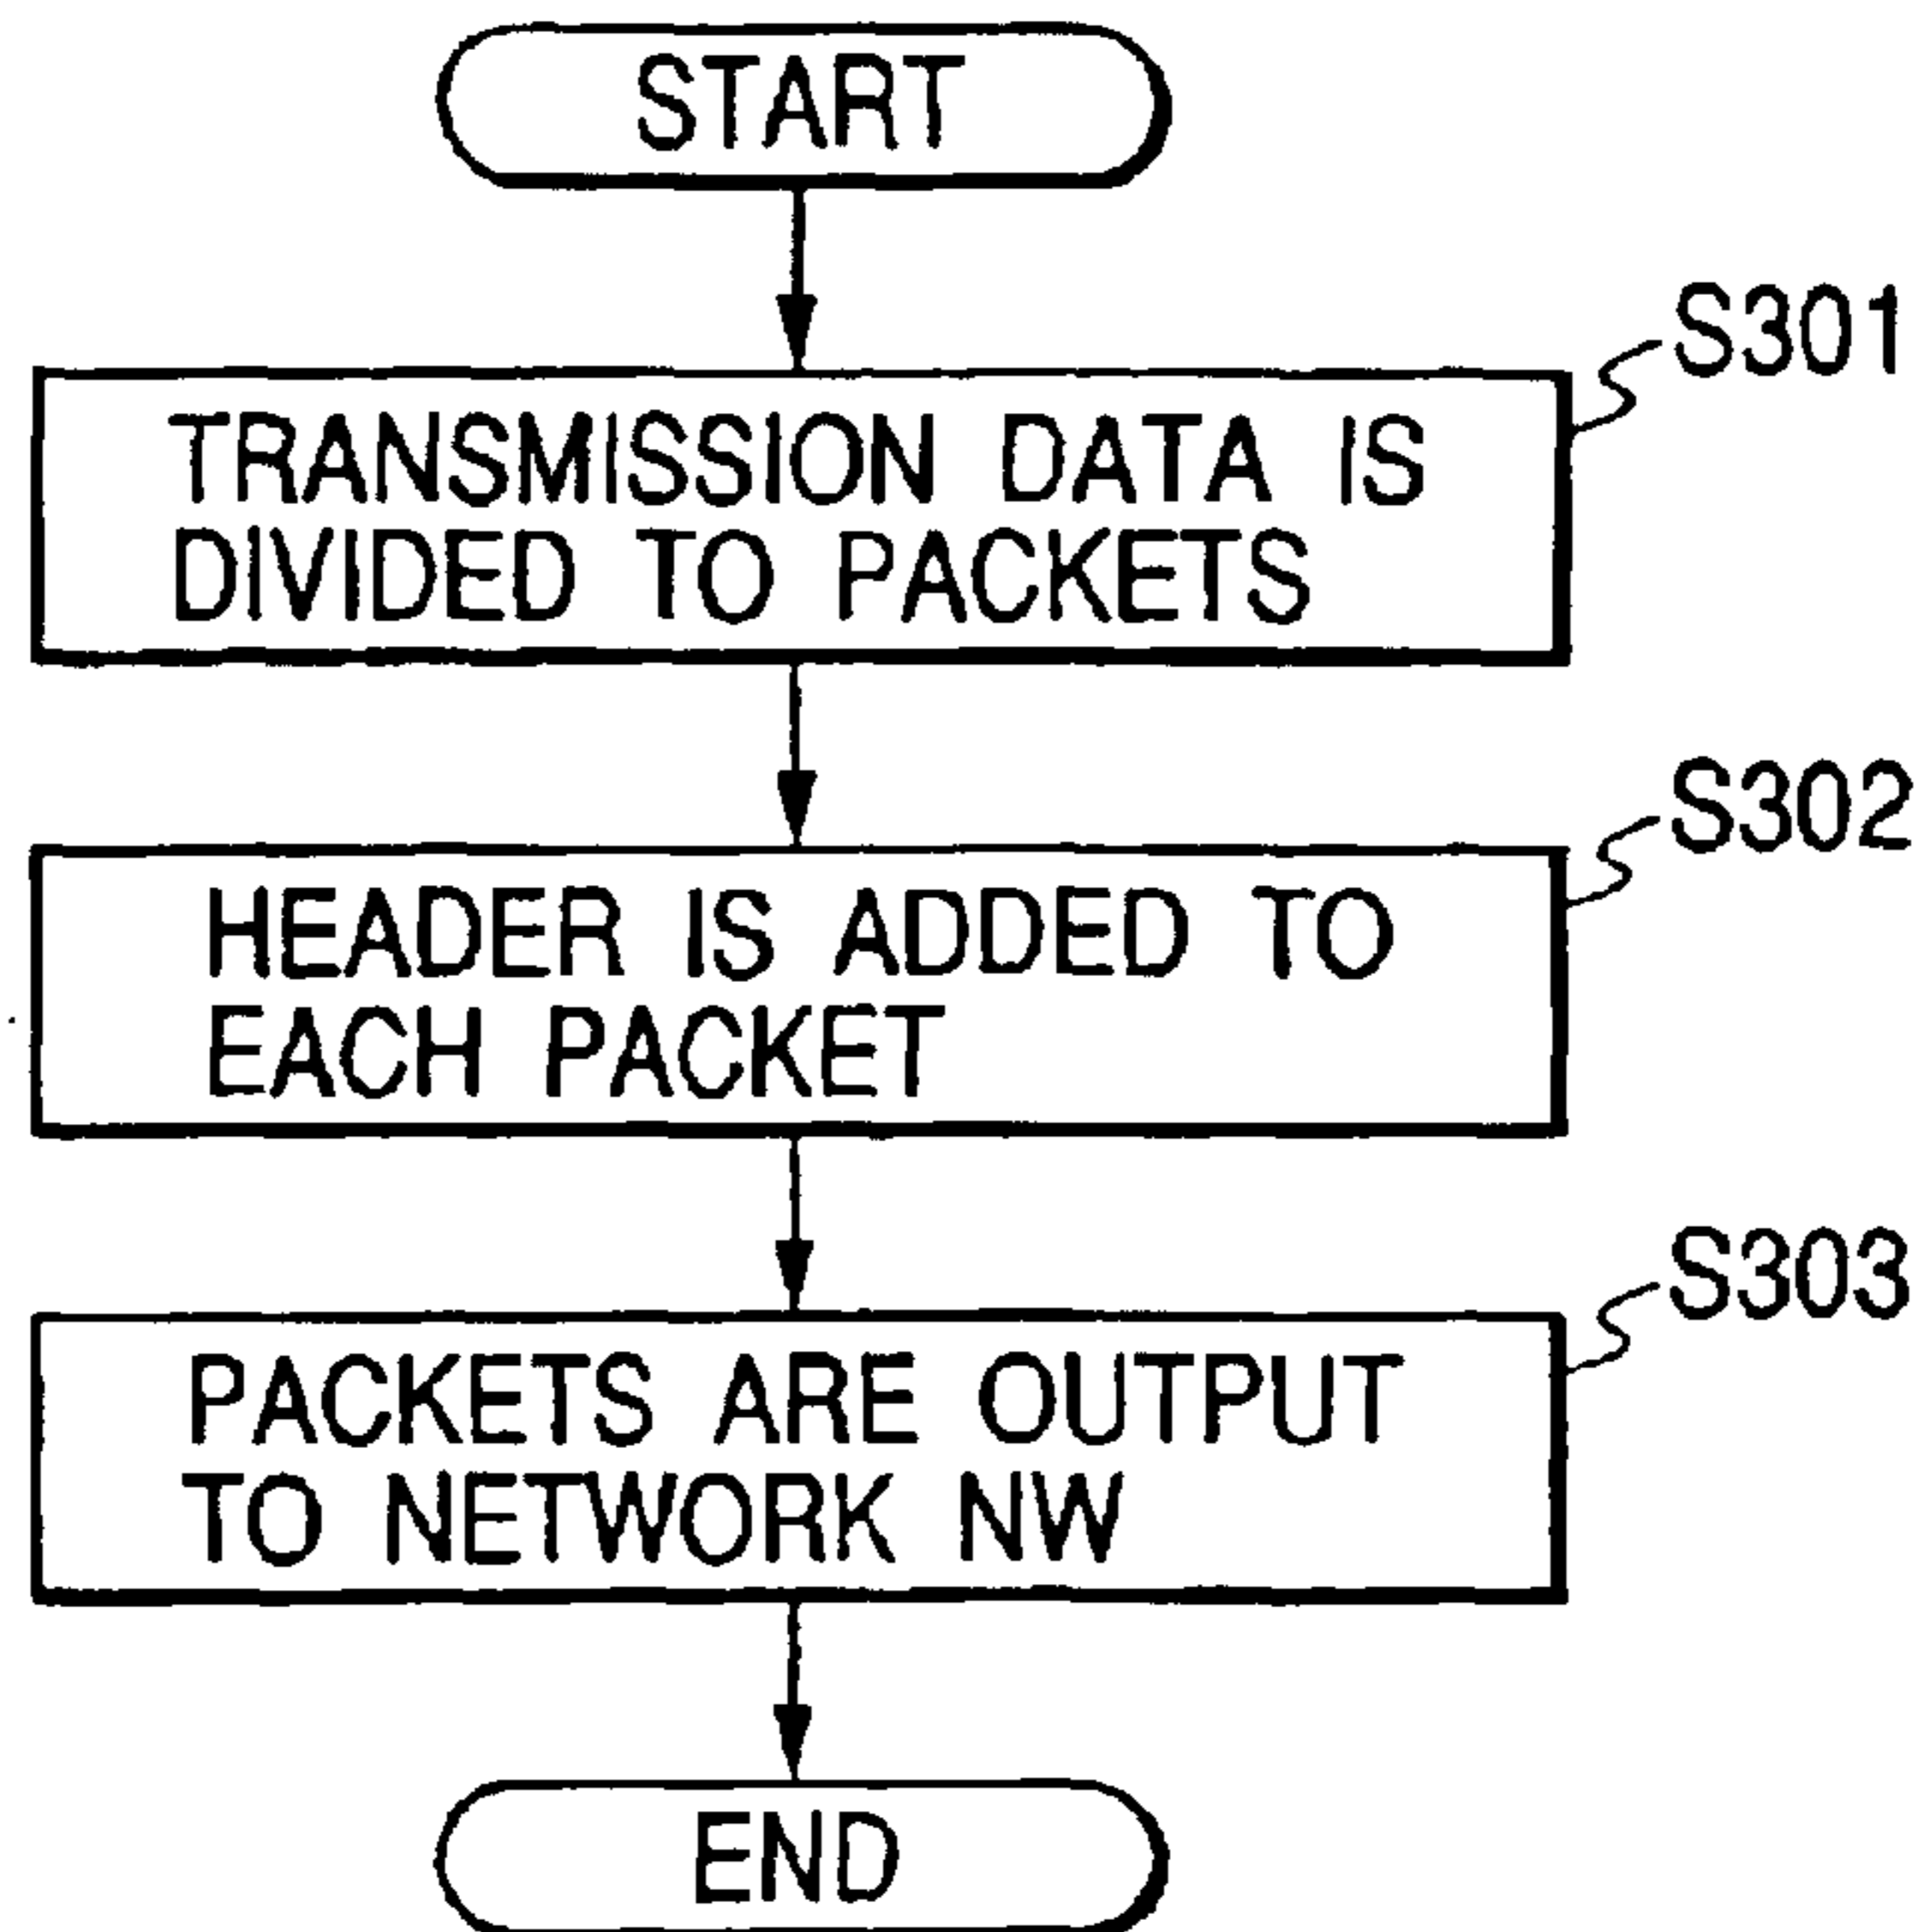 START
S301
TRANSMISSION DATA IS
DIVIDED TO PACKETS
S302
HEADER IS ADDED TO
EACH PACKET
S303
PACKETS ARE OUTPUT
TO NETWORK NW
END